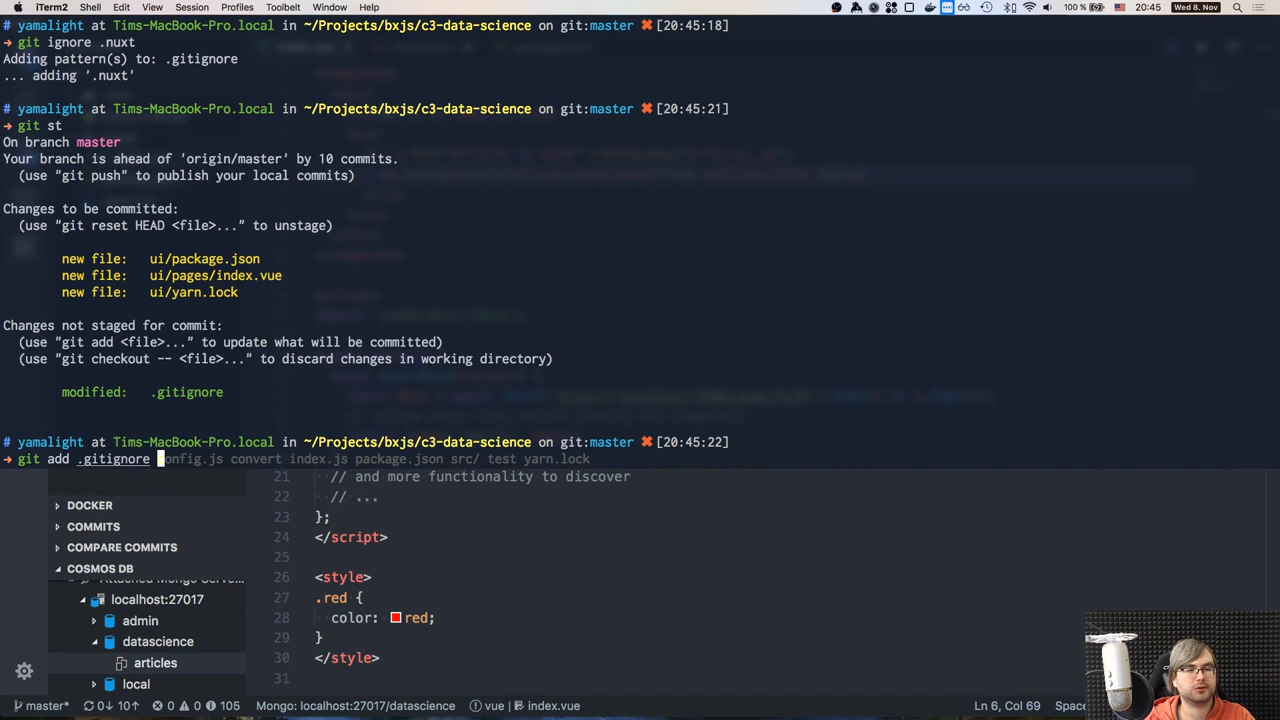 iTerm2 Shell Edit View Session Profiles Toolbelt Window Help 100 % 20:45 Wed 8. Nov
# yamalight at Tims-MacBook-Pro.local in ~/Projects/bxjs/c3-data-science on git:master ✖ [20:45:18]
→ git ignore .nuxt
Adding pattern(s) to: .gitignore
... adding '.nuxt'
# yamalight at Tims-MacBook-Pro.local in ~/Projects/bxjs/c3-data-science on git:master ✖ [20:45:21]
→ git st
On branch master
Your branch is ahead of 'origin/master' by 10 commits.
(use "git push" to publish your local commits)
Changes to be committed:
(use "git reset HEAD <file>..." to unstage)
new file: ui/package.json
new file: ui/pages/index.vue
new file: ui/yarn.lock
Changes not staged for commit:
(use "git add <file>..." to update what will be committed)
(use "git checkout -- <file>..." to discard changes in working directory)
modified: .gitignore
# yamalight at Tims-MacBook-Pro.local in ~/Projects/bxjs/c3-data-science on git:master ✖ [20:45:22]
→ git add .gitignore onfig.js convert index.js package.json src/ test yarn.lock
21 // and more functionality to discover
22 // ...
23 };
24 </script>
25
26 <style>
27 .red {
28 color: red;
29 }
30 </style>
31
DOCKER
COMMITS
COMPARE COMMITS
COSMOS DB
Attached Mongo Serve...
localhost:27017
admin
datascience
articles
local
master* 0↓ 10↑ 0 0 105 Mongo: localhost:27017/datascience vue index.vue Ln 6, Col 69